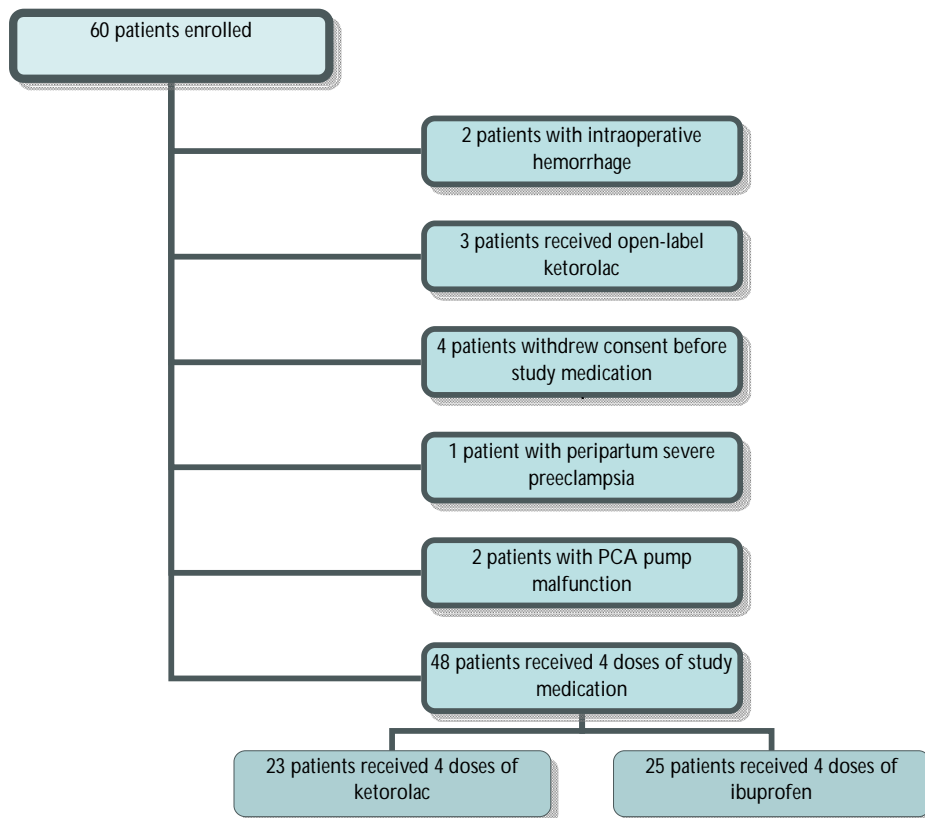 60 patients enrolled
2 patients with intraoperative
hemorrhage
3 patients received open-label
ketorolac
4 patients withdrew consent before
study medication
1 patient with peripartum severe
preeclampsia
2 patients with PCA pump
malfunction
48 patients received 4 doses of study
medication
23 patients received 4 doses of
ketorolac
25 patients received 4 doses of
ibuprofen